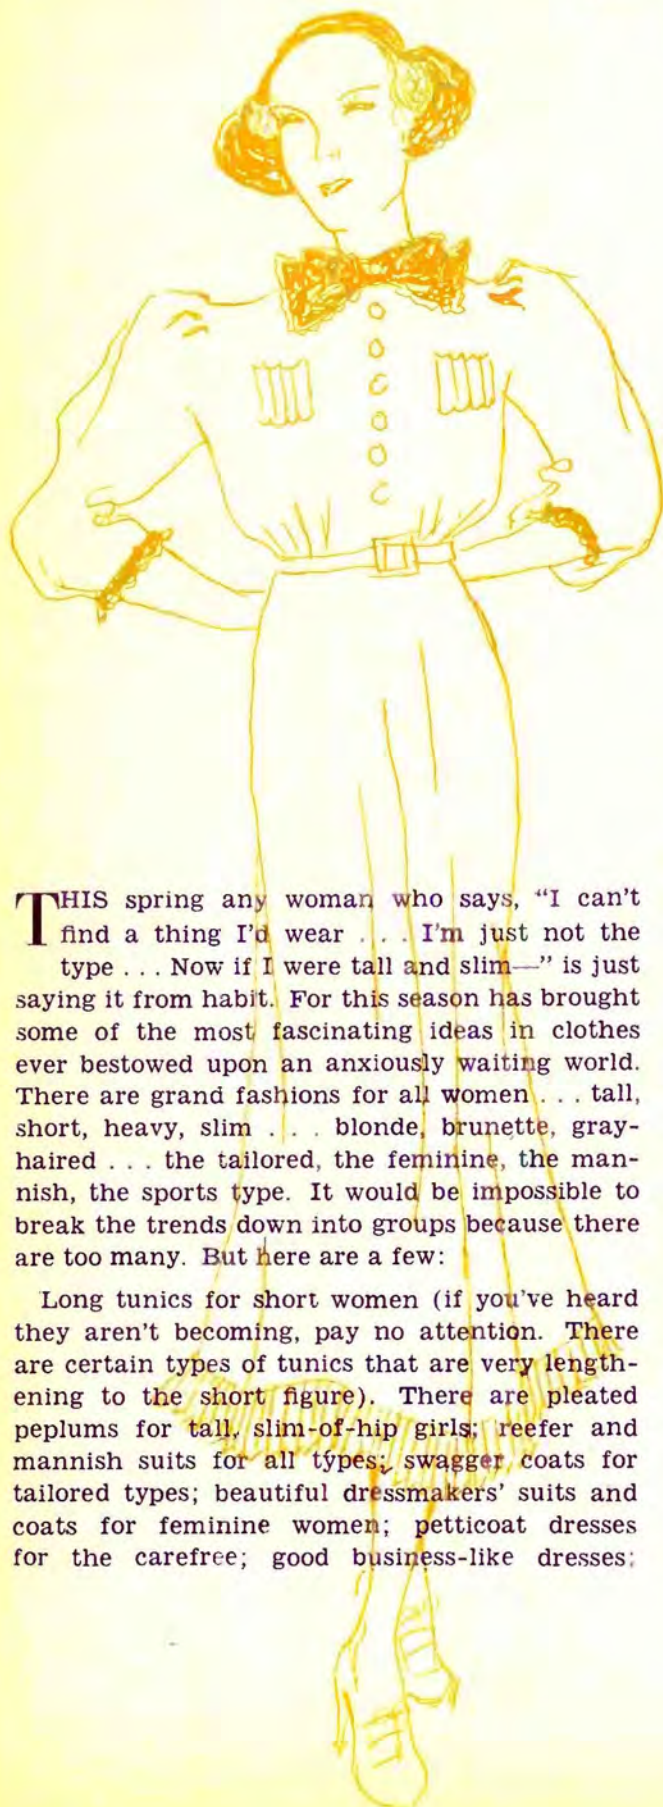 THIS spring any woman who says, “I can't
find a thing I'd wear . . . I'm just not the
type . . . Now if I were tall and slim—” is just
saying it from habit. For this season has brought
some of the most fascinating ideas in clothes
ever bestowed upon an anxiously waiting world.
There are grand fashions for all women . . . tall,
short, heavy, slim . . . blonde, brunette, gray-
haired . . . the tailored, the feminine, the man-
nish, the sports type. It would be impossible to
break the trends down into groups because there
are too many. But here are a few:
Long tunics for short women (if you've heard
they aren't becoming, pay no attention. There
are certain types of tunics that are very length-
ening to the short figure). There are pleated
peplums for tall, slim-of-hip girls; reefer and
mannish suits for all types; swagger coats for
tailored types; beautiful dressmakers' suits and
coats for feminine women; petticoat dresses
for the carefree; good business-like dresses;